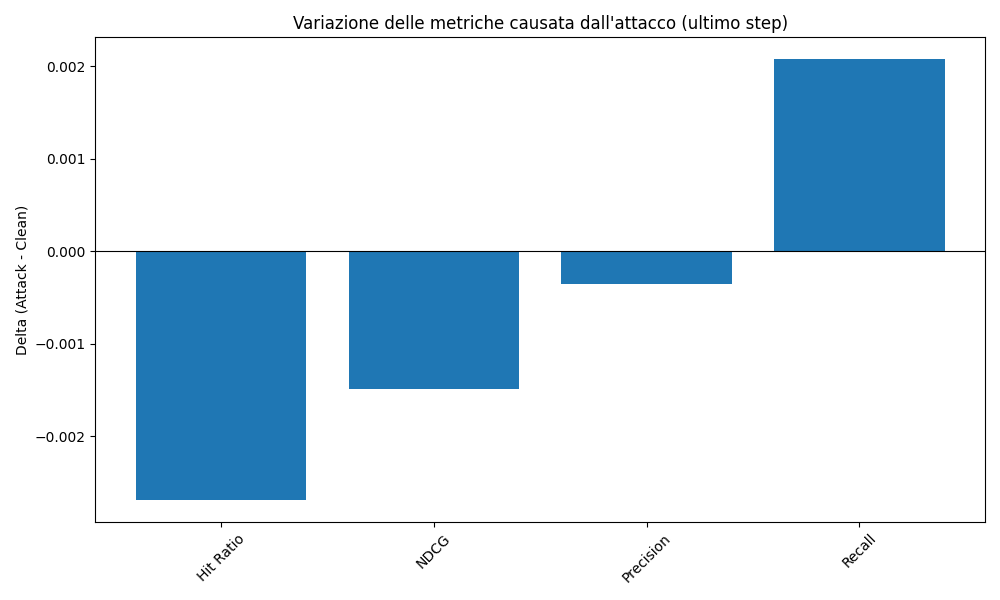 Variazione delle metriche causata dall'attacco (ultimo step)
Delta (Attack - Clean)
0.002
0.001
0.000
−0.001
−0.002
Hit Ratio
NDCG
Precision
Recall